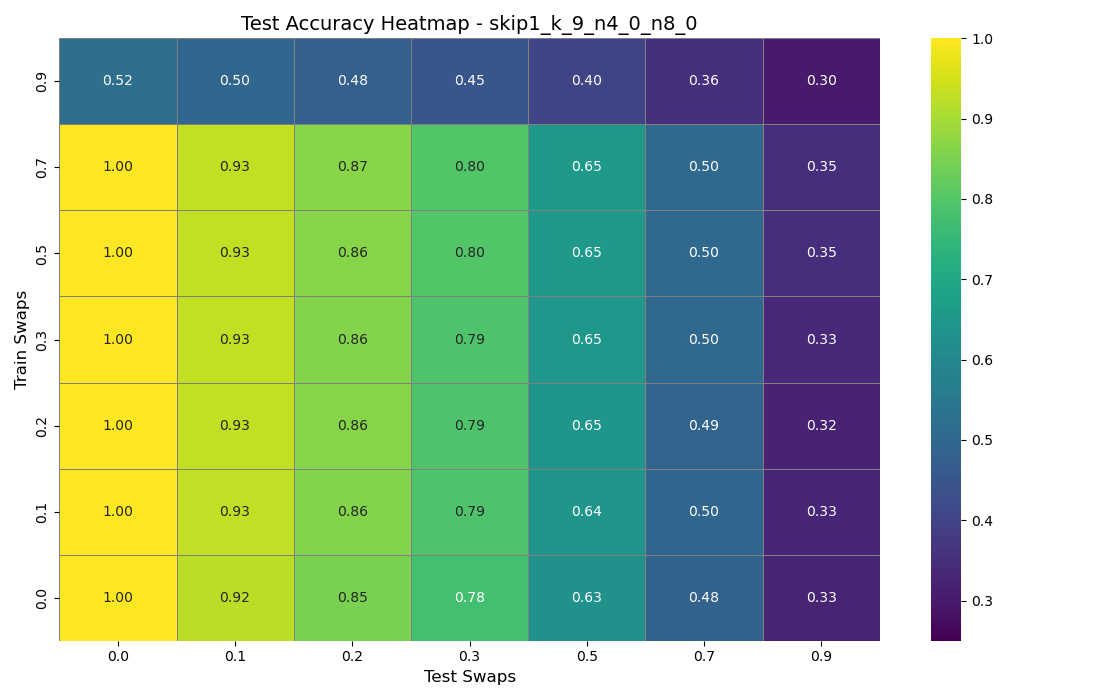 Test Accuracy Heatmap - skip1_k_9_n4_0_n8_0
0.9 0.52 0.50 0.48 0.45 0.40 0.36 0.30
0.7 1.00 0.93 0.87 0.80 0.65 0.50 0.35
0.5 1.00 0.93 0.86 0.80 0.65 0.50 0.35
0.3 1.00 0.93 0.86 0.79 0.65 0.50 0.33
0.2 1.00 0.93 0.86 0.79 0.65 0.49 0.32
0.1 1.00 0.93 0.86 0.79 0.64 0.50 0.33
0.0 1.00 0.92 0.85 0.78 0.63 0.48 0.33
Train Swaps
0.0 0.1 0.2 0.3 0.5 0.7 0.9
Test Swaps
1.0
0.9
0.8
0.7
0.6
0.5
0.4
0.3